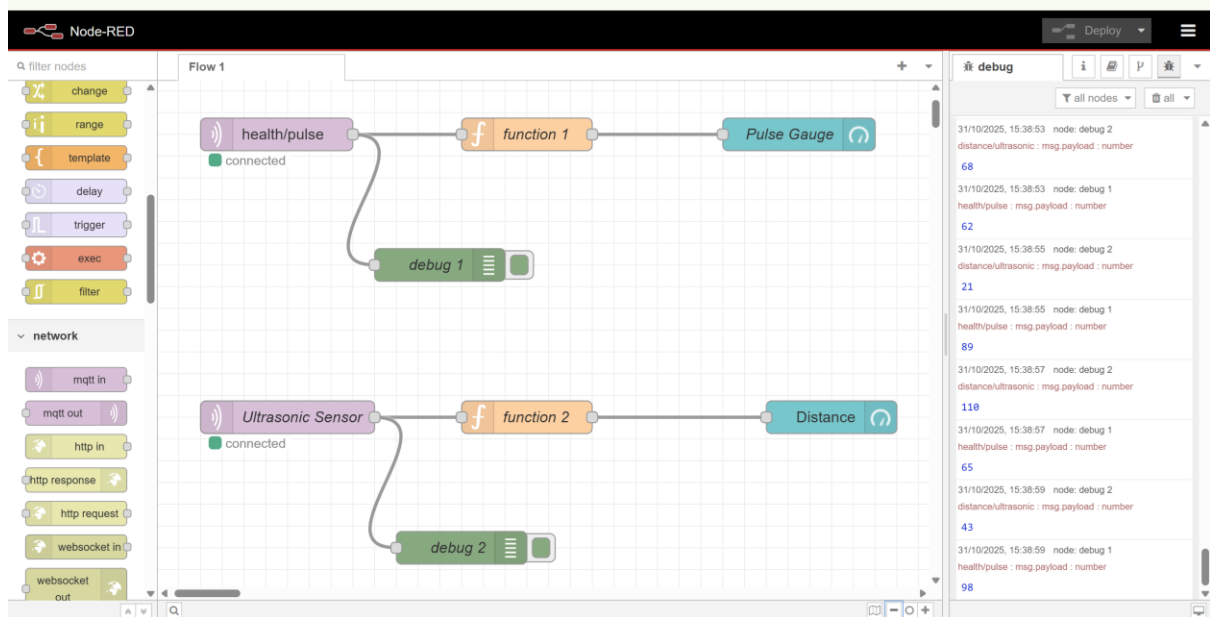 Node-RED
Deploy
filter nodes
change
range
template
delay
trigger
exec
filter
network
mqtt in
mqtt out
http in
http response
http request
websocket in
websocket
out
Flow 1
health/pulse
connected
function 1
Pulse Gauge
debug 1
Ultrasonic Sensor
connected
function 2
Distance
debug 2
debug
i
all nodes
all
31/10/2025, 15:38:53 node: debug 2
distance/ultrasonic : msg.payload : number
68
31/10/2025, 15:38:53 node: debug 1
health/pulse : msg.payload : number
62
31/10/2025, 15:38:55 node: debug 2
distance/ultrasonic : msg.payload : number
21
31/10/2025, 15:38:55 node: debug 1
health/pulse : msg.payload : number
89
31/10/2025, 15:38:57 node: debug 2
distance/ultrasonic : msg.payload : number
110
31/10/2025, 15:38:57 node: debug 1
health/pulse : msg.payload : number
65
31/10/2025, 15:38:59 node: debug 2
distance/ultrasonic : msg.payload : number
43
31/10/2025, 15:38:59 node: debug 1
health/pulse : msg.payload : number
98